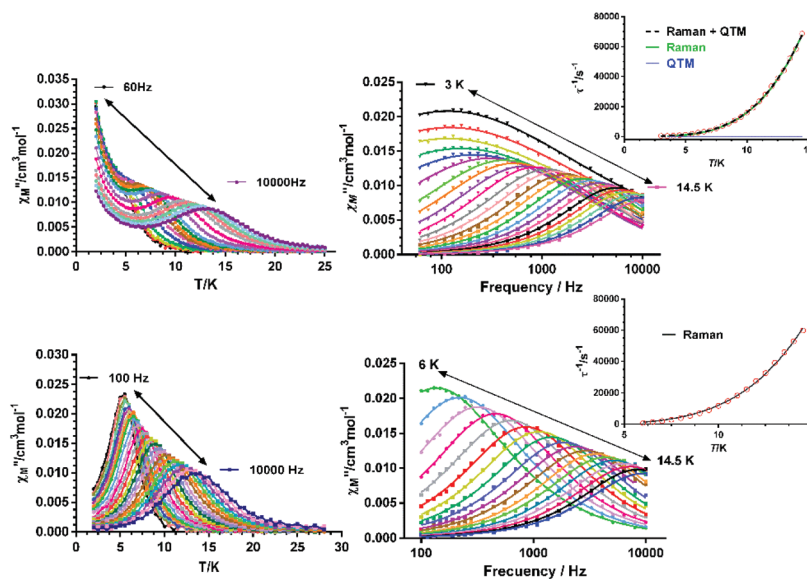 60Hz
10000Hz
0.040
0.035
0.030
0.025
0.020
0.015
0.010
0.005
0.000
χM''/cm³mol⁻¹
0 5 10 15 20 25
T/K
3 K
14.5 K
0.025
0.020
0.015
0.010
0.005
0.000
χM''/cm³mol⁻¹
100 1000 10000
Frequency / Hz
Raman + QTM
Raman
QTM
80000
60000
40000
20000
0
τ⁻¹/s⁻¹
0 5 10
T/K
100 Hz
10000 Hz
0.030
0.025
0.020
0.015
0.010
0.005
0.000
χM''/cm³mol⁻¹
0 5 10 15 20 25 30
T/K
6 K
14.5 K
0.025
0.020
0.015
0.010
0.005
0.000
χM''/cm³mol⁻¹
100 1000 10000
Frecuency / Hz
Raman
80000
60000
40000
20000
0
τ⁻¹/s⁻¹
5 10
T/K